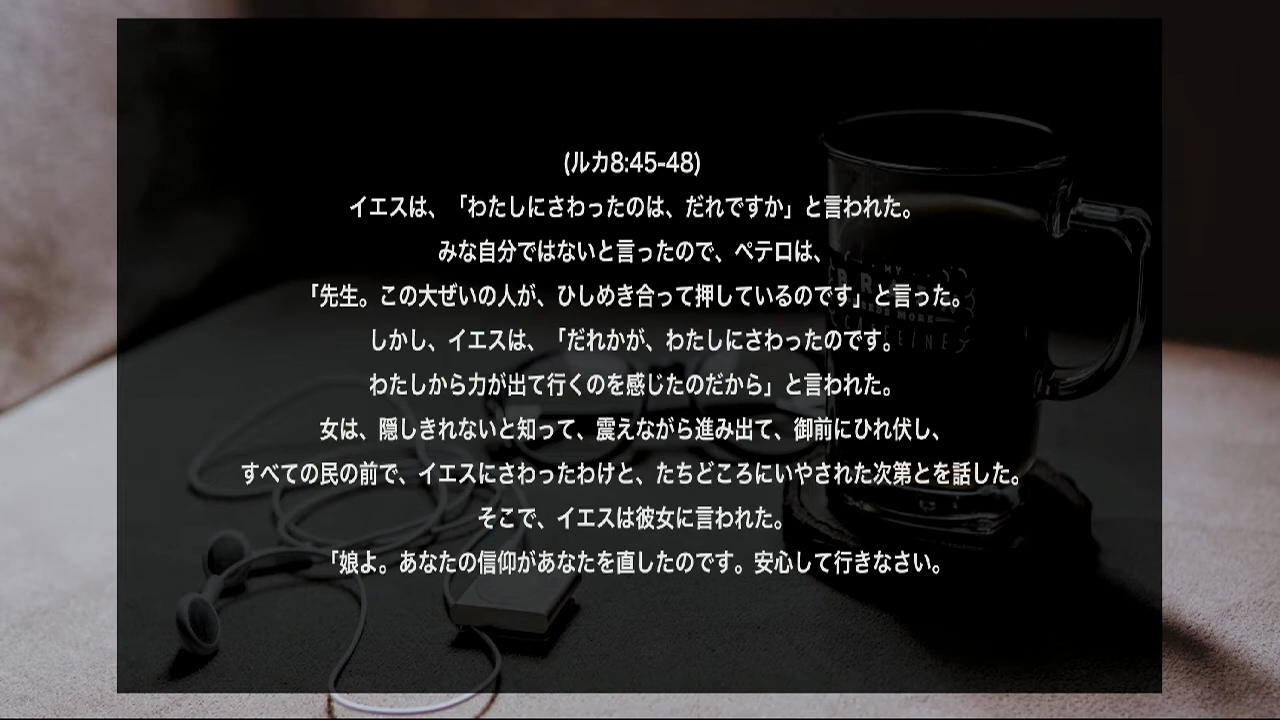 (ルカ8:45-48)
イエスは、「わたしにさわったのは、だれですか」と言われた。
みな自分ではないと言ったので、ペテロは、
「先生。この大ぜいの人が、ひしめき合って押しているのです」と言った。
しかし、イエスは、「だれかが、わたしにさわったのです。
わたしから力が出て行くのを感じたのだから」と言われた。
女は、隠しきれないと知って、震えながら進み出て、御前にひれ伏し、
すべての民の前で、イエスにさわったわけと、たちどころにいやされた次第とを話した。
そこで、イエスは彼女に言われた。
「娘よ。あなたの信仰があなたを直したのです。安心して行きなさい。
MY
MORE